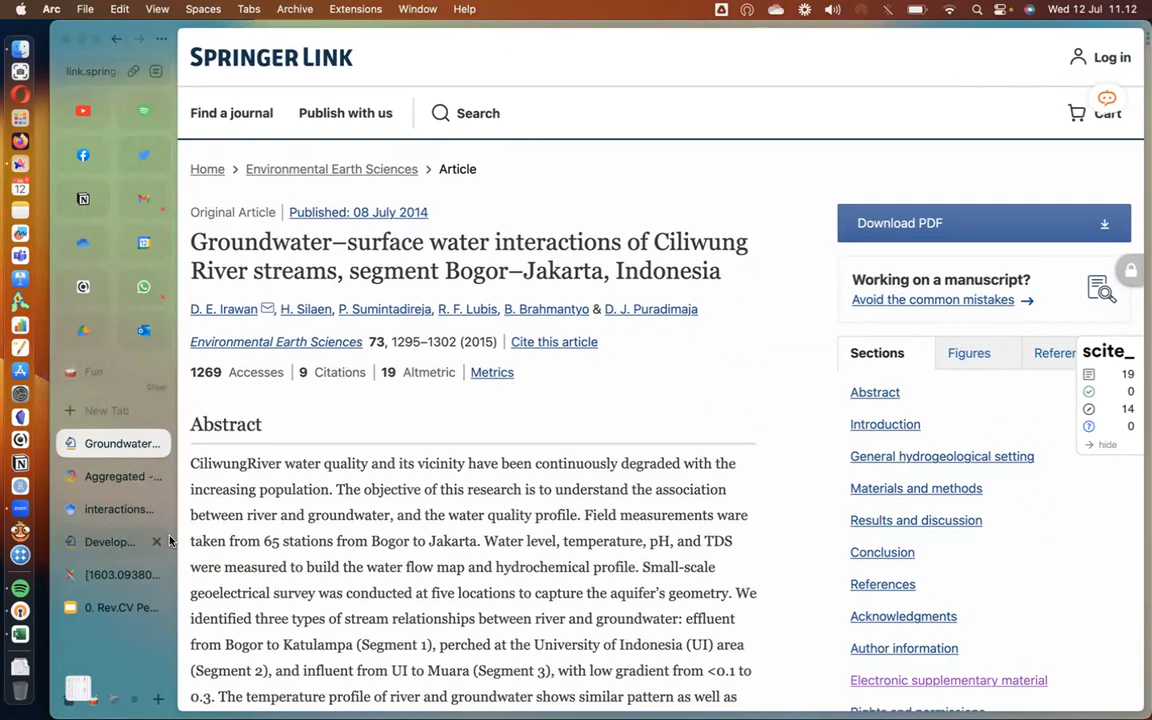 Arc File Edit View Spaces Tabs Archive Extensions Window Help Wed 12 Jul 11.12
link.spring
SPRINGER LINK
Log in
Find a journal Publish with us Search
Cart
Home > Environmental Earth Sciences > Article
Original Article | Published: 08 July 2014
Groundwater–surface water interactions of Ciliwung
River streams, segment Bogor–Jakarta, Indonesia
D. E. Irawan, H. Silaen, P. Sumintadireja, R. F. Lubis, B. Brahmantyo & D. J. Puradimaja
Environmental Earth Sciences 73, 1295–1302 (2015) | Cite this article
1269 Accesses | 9 Citations | 19 Altmetric | Metrics
Abstract
CiliwungRiver water quality and its vicinity have been continuously degraded with the
increasing population. The objective of this research is to understand the association
between river and groundwater, and the water quality profile. Field measurements ware
taken from 65 stations from Bogor to Jakarta. Water level, temperature, pH, and TDS
were measured to build the water flow map and hydrochemical profile. Small-scale
geoelectrical survey was conducted at five locations to capture the aquifer's geometry. We
identified three types of stream relationships between river and groundwater: effluent
from Bogor to Katulampa (Segment 1), perched at the University of Indonesia (UI) area
(Segment 2), and influent from UI to Muara (Segment 3), with low gradient from <0.1 to
0.3. The temperature profile of river and groundwater shows similar pattern as well as
Download PDF
Working on a manuscript?
Avoid the common mistakes →
Sections Figures Referen
Abstract
Introduction
General hydrogeological setting
Materials and methods
Results and discussion
Conclusion
References
Acknowledgments
Author information
Electronic supplementary material
Rights and permissions
scite_
19
0
14
0
hide
12
Fun
Clear
New Tab
Groundwater...
Aggregated -...
interactions...
Develop...
[1603.09380...
0. Rev.CV Pe...